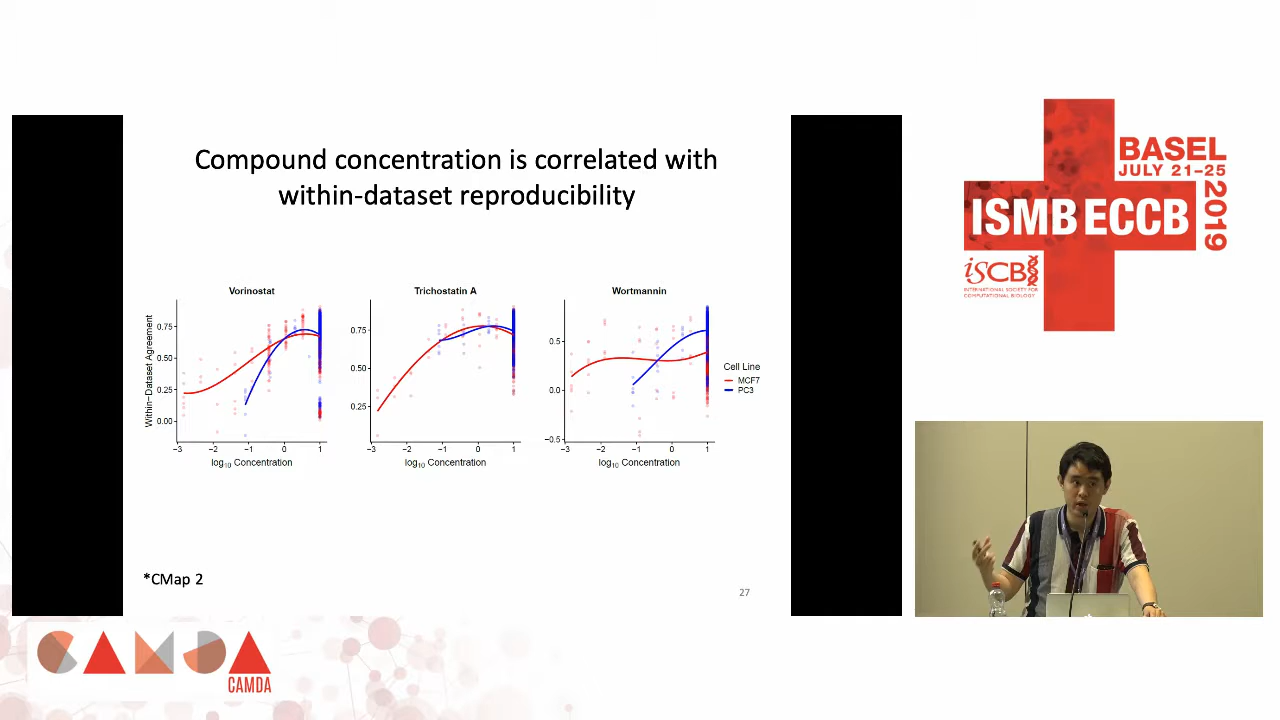 Compound concentration is correlated with
within-dataset reproducibility
Vorinostat
Within−Dataset Agreement
0.75
0.50
0.25
0.00
−3 −2 −1 0 1
log10 Concentration
Trichostatin A
0.75
0.50
0.25
−3 −2 −1 0 1
log10 Concentration
Wortmannin
0.5
0.0
−0.5
−3 −2 −1 0 1
log10 Concentration
Cell Line
MCF7
PC3
*CMap 2
27
BASEL
JULY 21–25
2019
ISMB ECCB
iSCB
INTERNATIONAL SOCIETY FOR
COMPUTATIONAL BIOLOGY
CAMDA
CAMDA